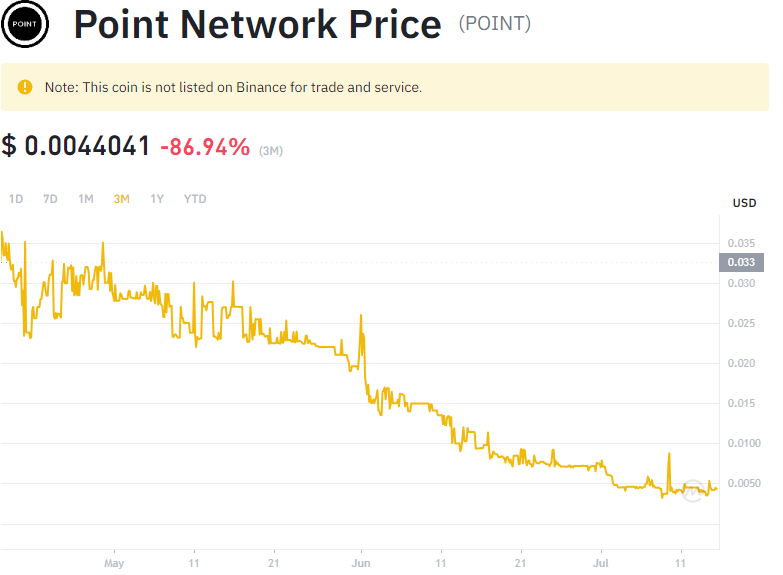 POINT
Point Network Price (POINT)
Note: This coin is not listed on Binance for trade and service.
$ 0.0044041 -86.94% (3M)
1D 7D 1M 3M 1Y YTD
USD
0.035
0.033
0.030
0.025
0.020
0.015
0.0100
0.0050
May 11 21 Jun 11 21 Jul 11